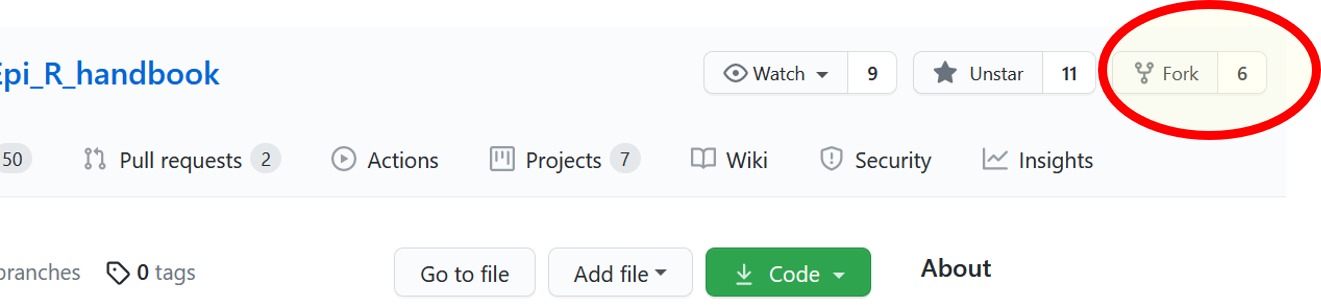 Epi_R_handbook
Watch 9 Unstar 11 Fork 6
50 Pull requests 2 Actions Projects 7 Wiki Security Insights
branches 0 tags Go to file Add file Code About